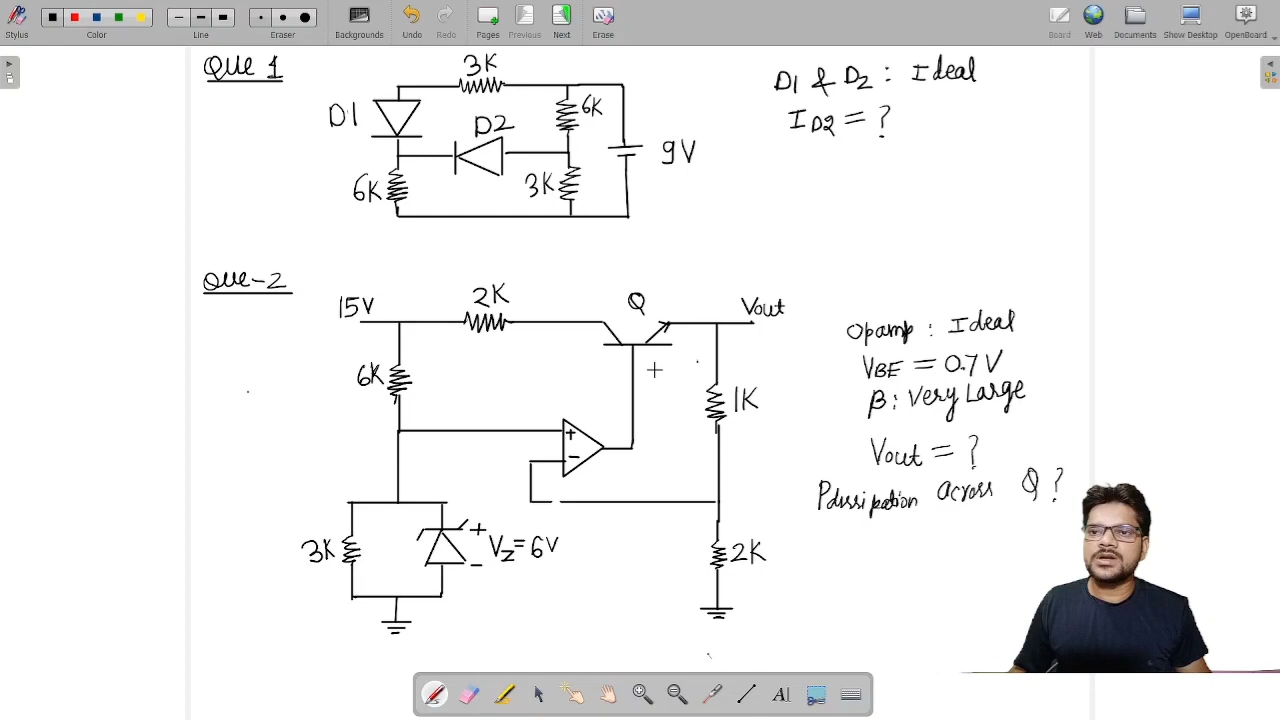 Stylus
Color
Line
Eraser
Backgrounds
Undo
Redo
Pages
Previous
Next
Erase
Board
Web
Documents
Show Desktop
OpenBoard
QUE 1
3K
D1
D2
6K
6K
3K
9V
D1 & D2 : Ideal
ID2 = ?
QUE-2
15V
2K
Q
Vout
6K
1K
+
-
3K
+
VZ=6V
-
2K
Opamp : Ideal
VBE = 0.7 V
β : Very Large
Vout = ?
Pdissipation Across Q ?
A